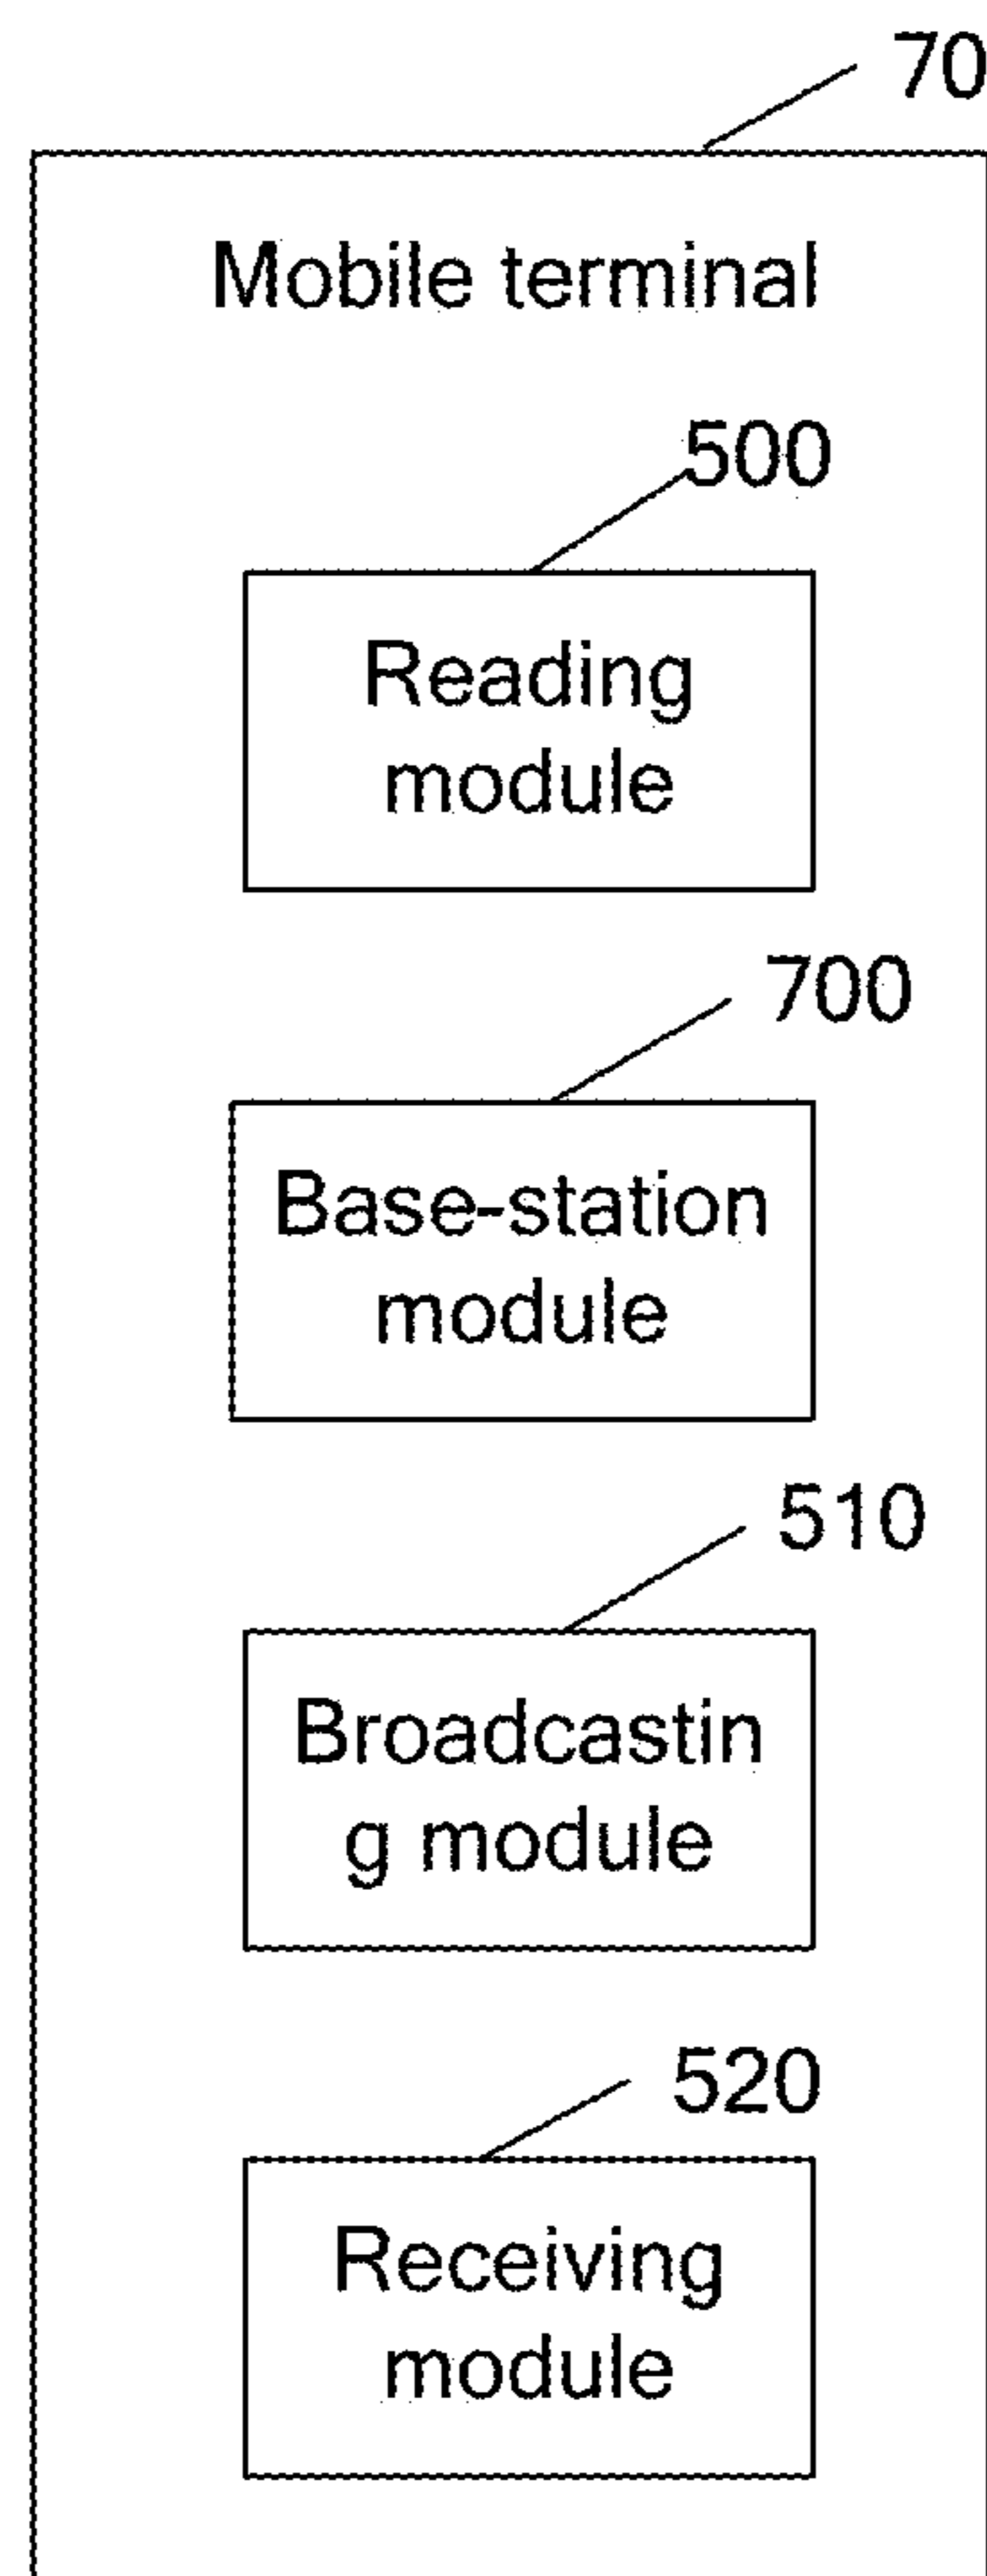 70
Mobile terminal
500
Reading
module
700
Base-station
module
510
Broadcastin
g module
520
Receiving
module